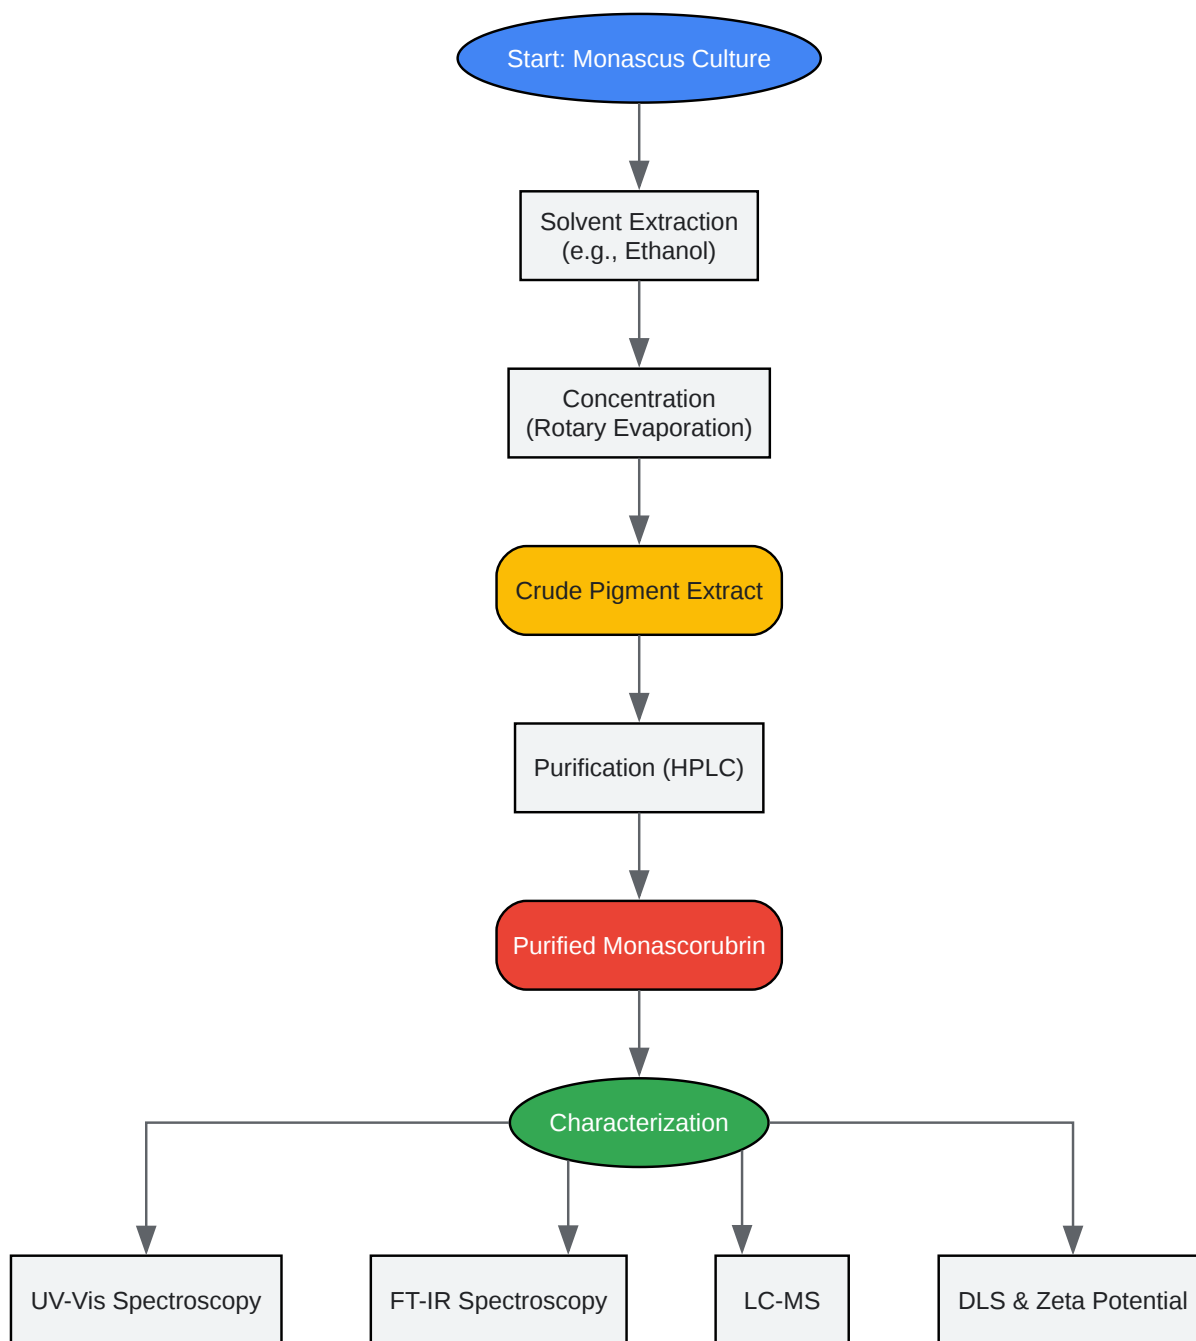 Start: Monascus Culture
Solvent Extraction
(e.g., Ethanol)
Concentration
(Rotary Evaporation)
Crude Pigment Extract
Purification (HPLC)
Purified Monascorubrin
Characterization
UV-Vis Spectroscopy
FT-IR Spectroscopy
LC-MS
DLS & Zeta Potential